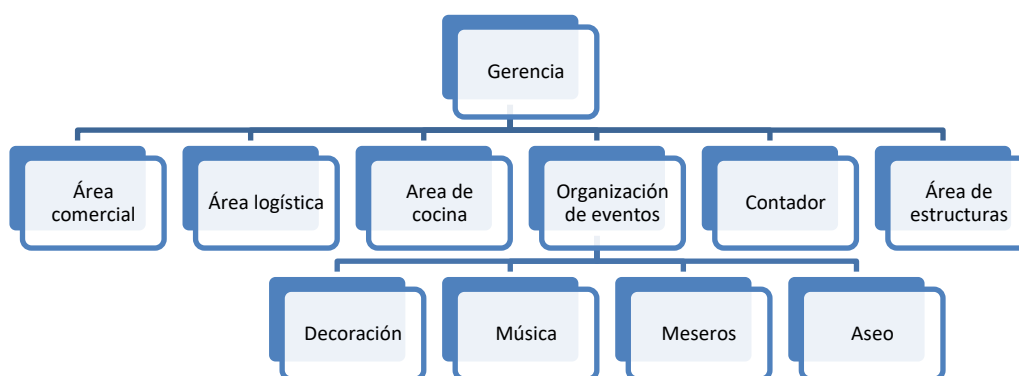 Gerencia
Área
comercial
Área logística
Area de
cocina
Organización
de eventos
Contador
Área de
estructuras
Decoración
Música
Meseros
Aseo